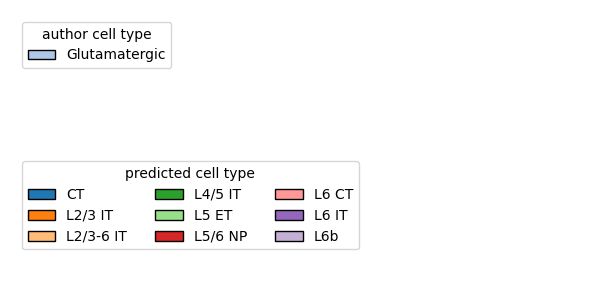 author cell type
Glutamatergic
predicted cell type
CT L4/5 IT L6 CT
L2/3 IT L5 ET L6 IT
L2/3-6 IT L5/6 NP L6b